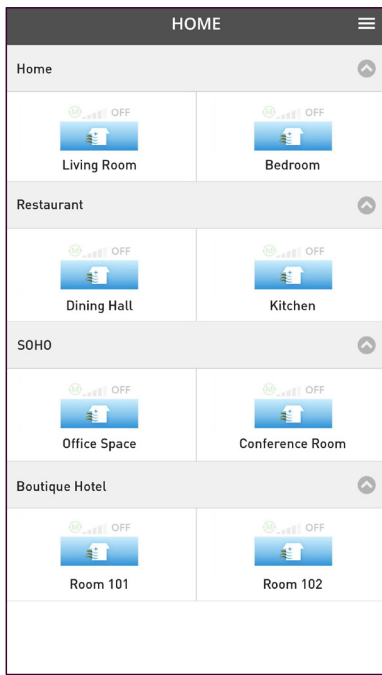 HOME
Home
M OFF
M OFF
Living Room
Bedroom
Restaurant
M OFF
M OFF
Dining Hall
Kitchen
SOHO
M OFF
M OFF
Office Space
Conference Room
Boutique Hotel
M OFF
M OFF
Room 101
Room 102